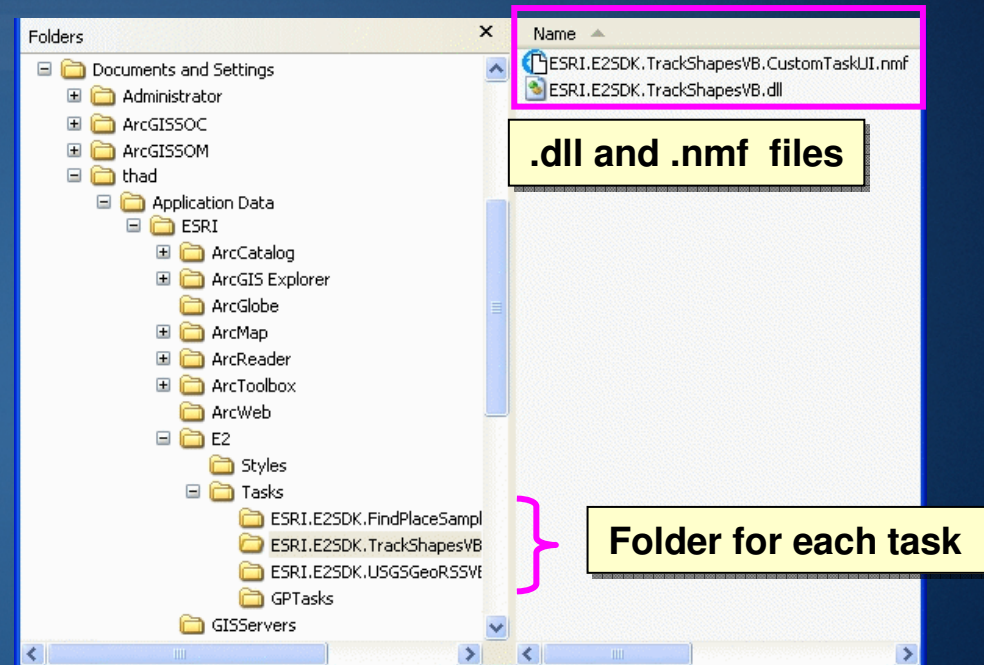 Folders
Documents and Settings
Administrator
ArcGISSOC
ArcGISSOM
thad
Application Data
ESRI
ArcCatalog
ArcGIS Explorer
ArcGlobe
ArcMap
ArcReader
ArcToolbox
ArcWeb
E2
Styles
Tasks
ESRI.E2SDK.FindPlaceSampl
ESRI.E2SDK.TrackShapesVB
ESRI.E2SDK.USGSGeoRSSVB
GPTasks
GISServers
Name
ESRI.E2SDK.TrackShapesVB.CustomTaskUI.nmf
ESRI.E2SDK.TrackShapesVB.dll
.dll and .nmf files
Folder for each task